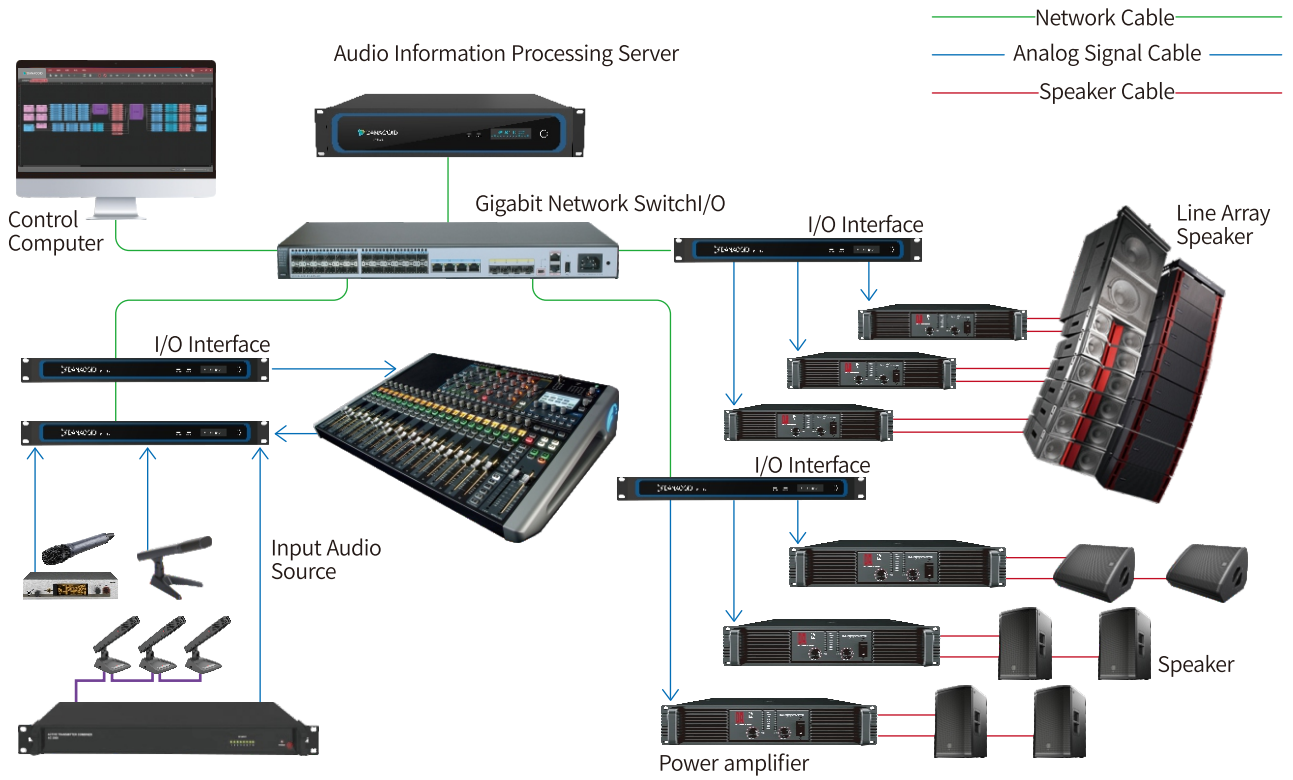 Network Cable
Analog Signal Cable
Speaker Cable
Audio Information Processing Server
Control
Computer
Gigabit Network SwitchI/O
I/O Interface
Line Array
Speaker
I/O Interface
I/O Interface
Input Audio
Source
Speaker
Power amplifier